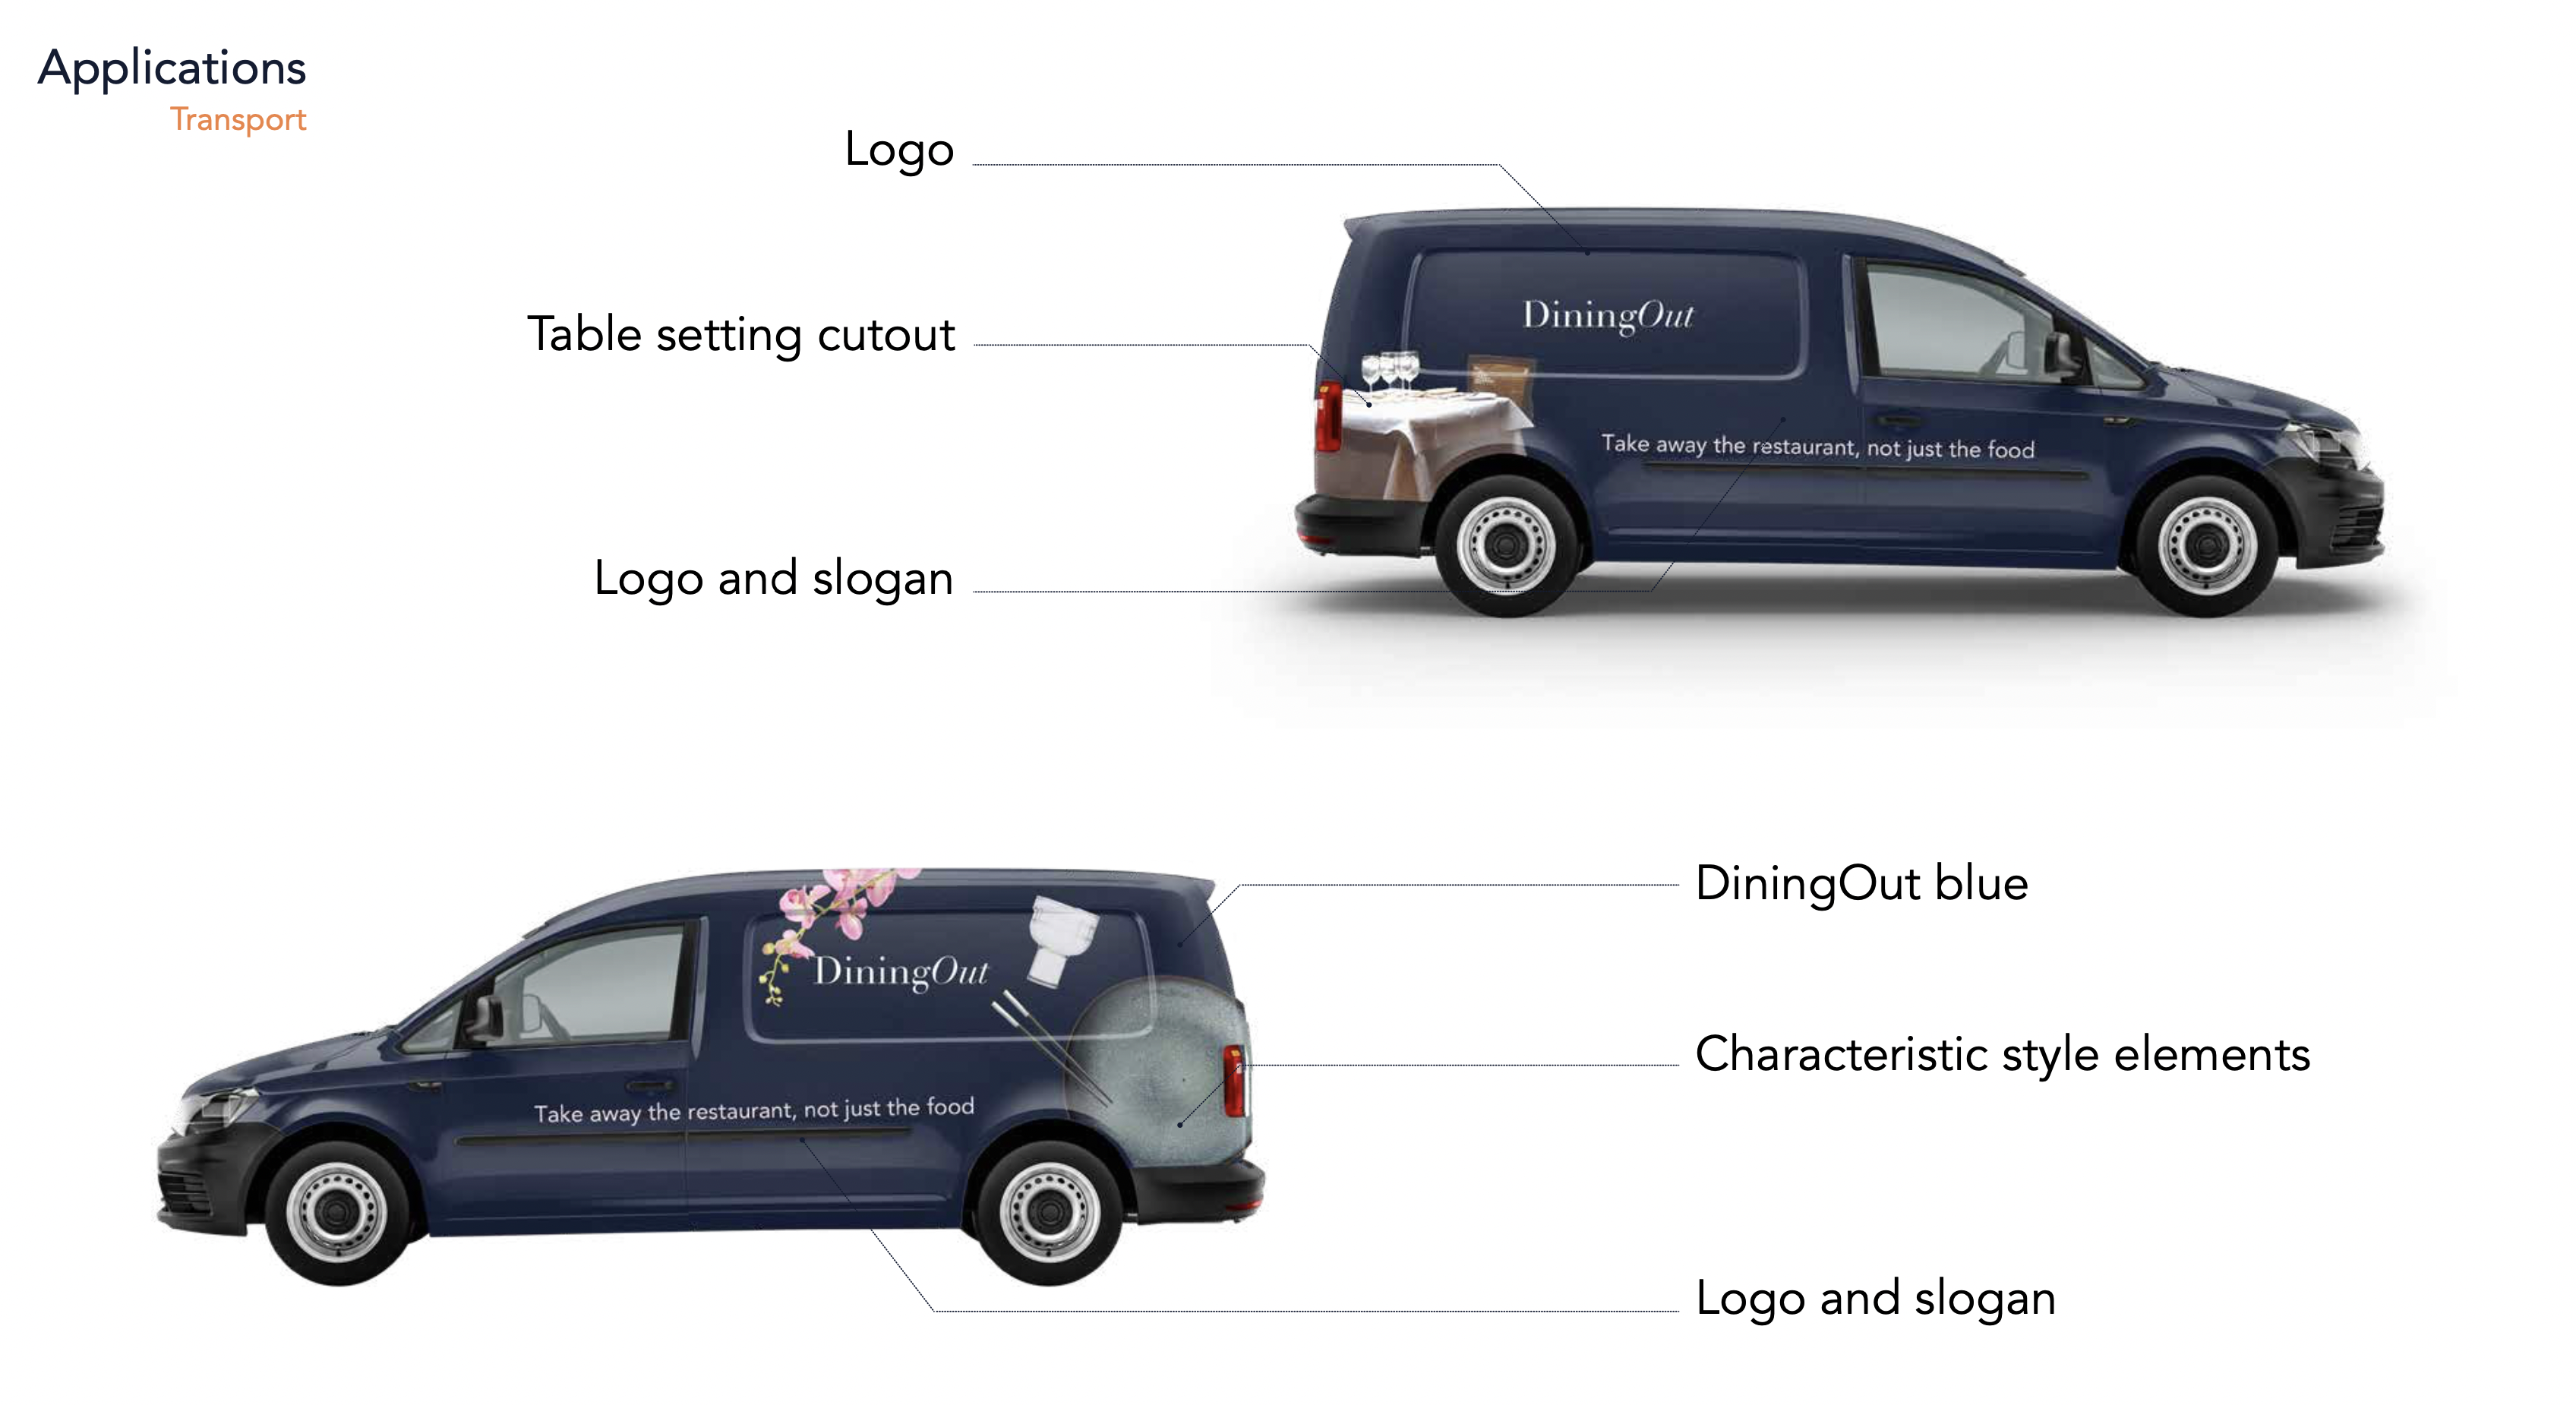 Applications
Transport
Logo
Table setting cutout
Logo and slogan
DiningOut
Take away the restaurant, not just the food
DiningOut
Take away the restaurant, not just the food
DiningOut blue
Characteristic style elements
Logo and slogan